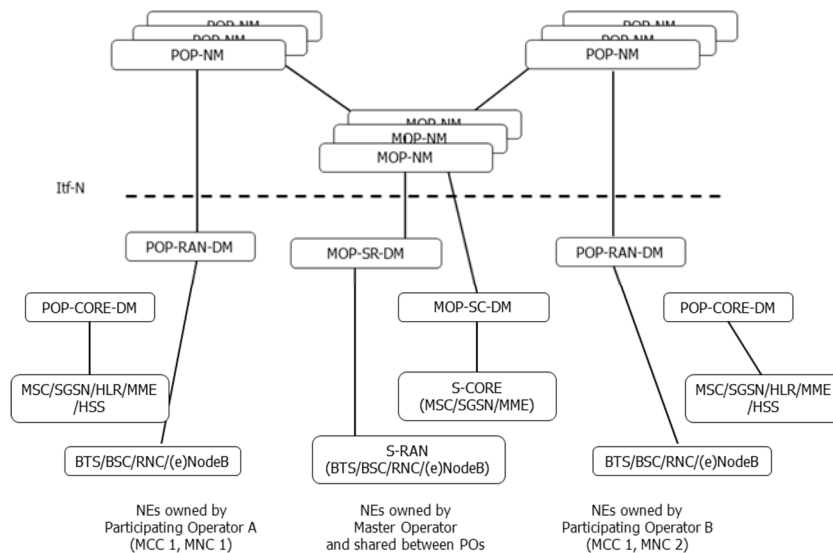 POP-NM
POP-NM
POP-NM
POP-NM
POP-NM
POP-NM
MOP-NM
MOP-NM
MOP-NM
Itf-N
POP-RAN-DM
MOP-SR-DM
POP-RAN-DM
POP-CORE-DM
MOP-SC-DM
POP-CORE-DM
MSC/SGSN/HLR/MME
/HSS
S-CORE
(MSC/SGSN/MME)
MSC/SGSN/HLR/MME
/HSS
BTS/BSC/RNC/(e)NodeB
S-RAN
(BTS/BSC/RNC/(e)NodeB)
BTS/BSC/RNC/(e)NodeB
NEs owned by
Participating Operator A
(MCC 1, MNC 1)
NEs owned by
Master Operator
and shared between POs
NEs owned by
Participating Operator B
(MCC 1, MNC 2)